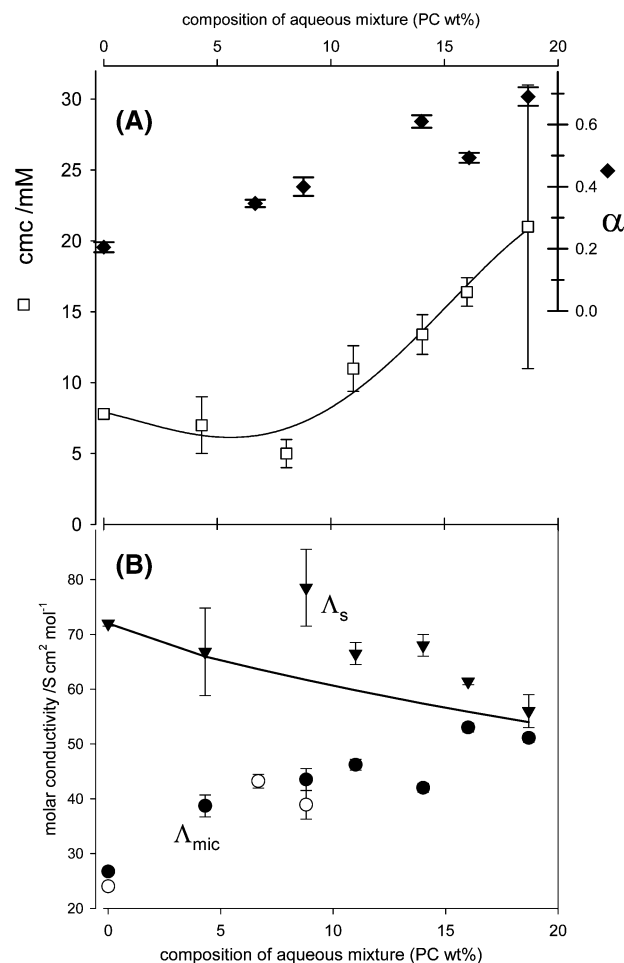 composition of aqueous mixture (PC wt%)
0 5 10 15 20
(A)
30
25
20
15
10
5
0
cmc /mM
0.6
0.4
0.2
0.0
α
(B)
80
70
60
50
40
30
20
molar conductivity /S cm² mol⁻¹
Λs
Λmic
0 5 10 15 20
composition of aqueous mixture (PC wt%)